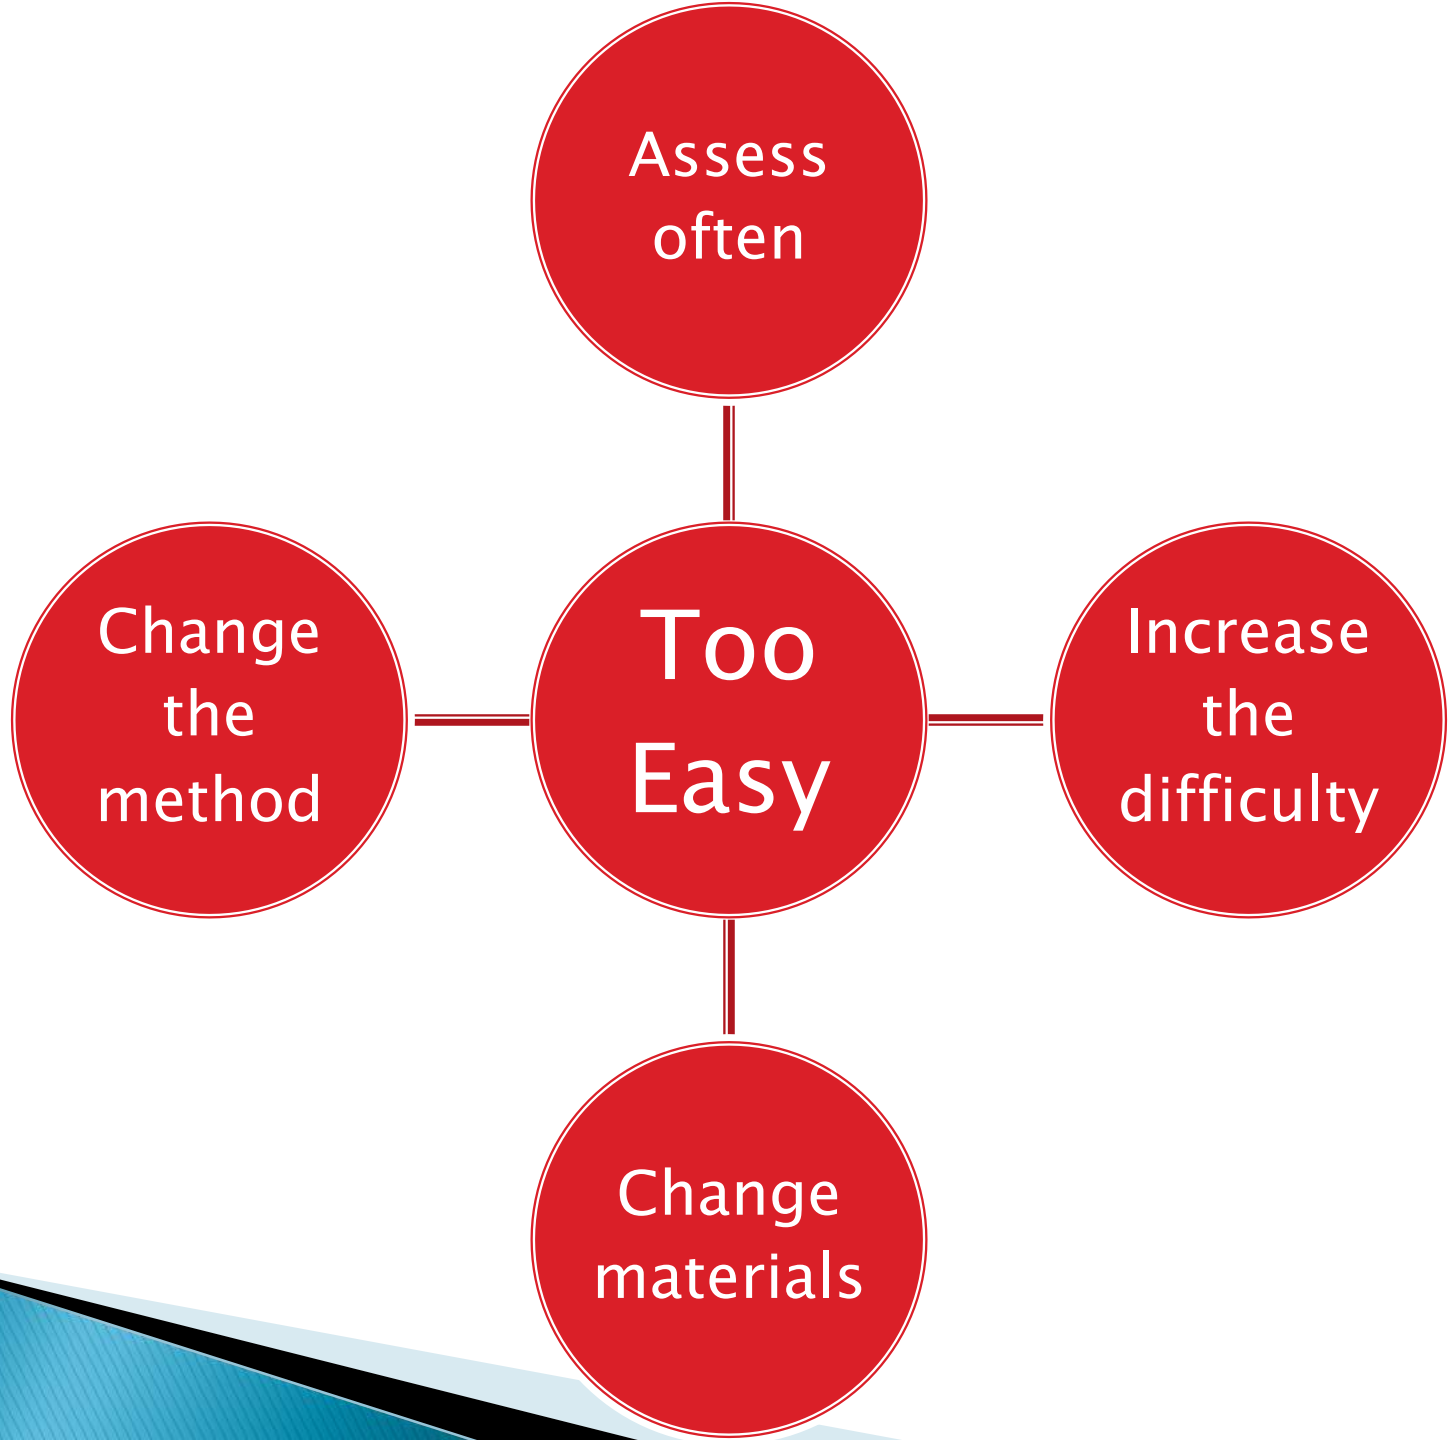 Assess
often
Change
the
method
Too
Easy
Increase
the
difficulty
Change
materials